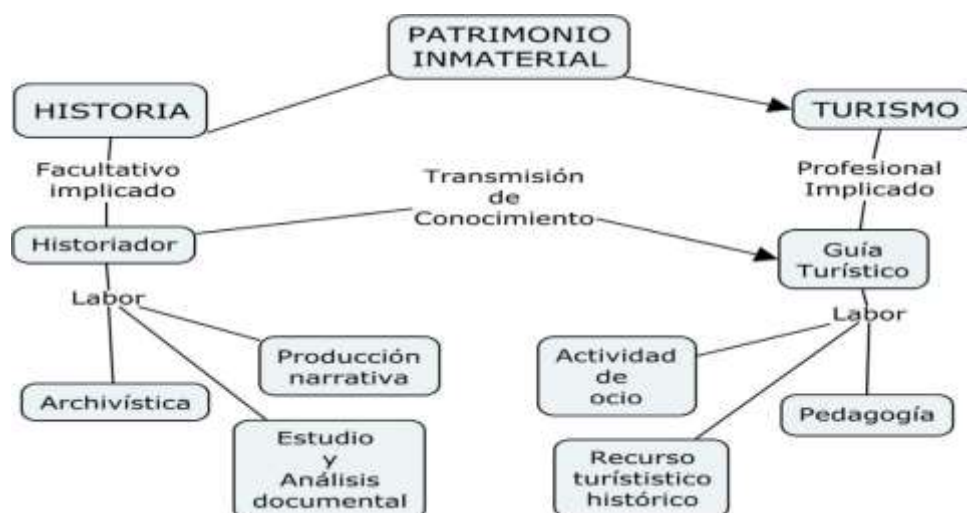 PATRIMONIO
INMATERIAL
HISTORIA
TURISMO
Facultativo
implicado
Transmisión
de
Conocimiento
Profesional
Implicado
Historiador
Guía
Turístico
Labor
Labor
Producción
narrativa
Actividad
de
ocio
Archivística
Pedagogía
Estudio
y
Análisis
documental
Recurso
turístistico
histórico